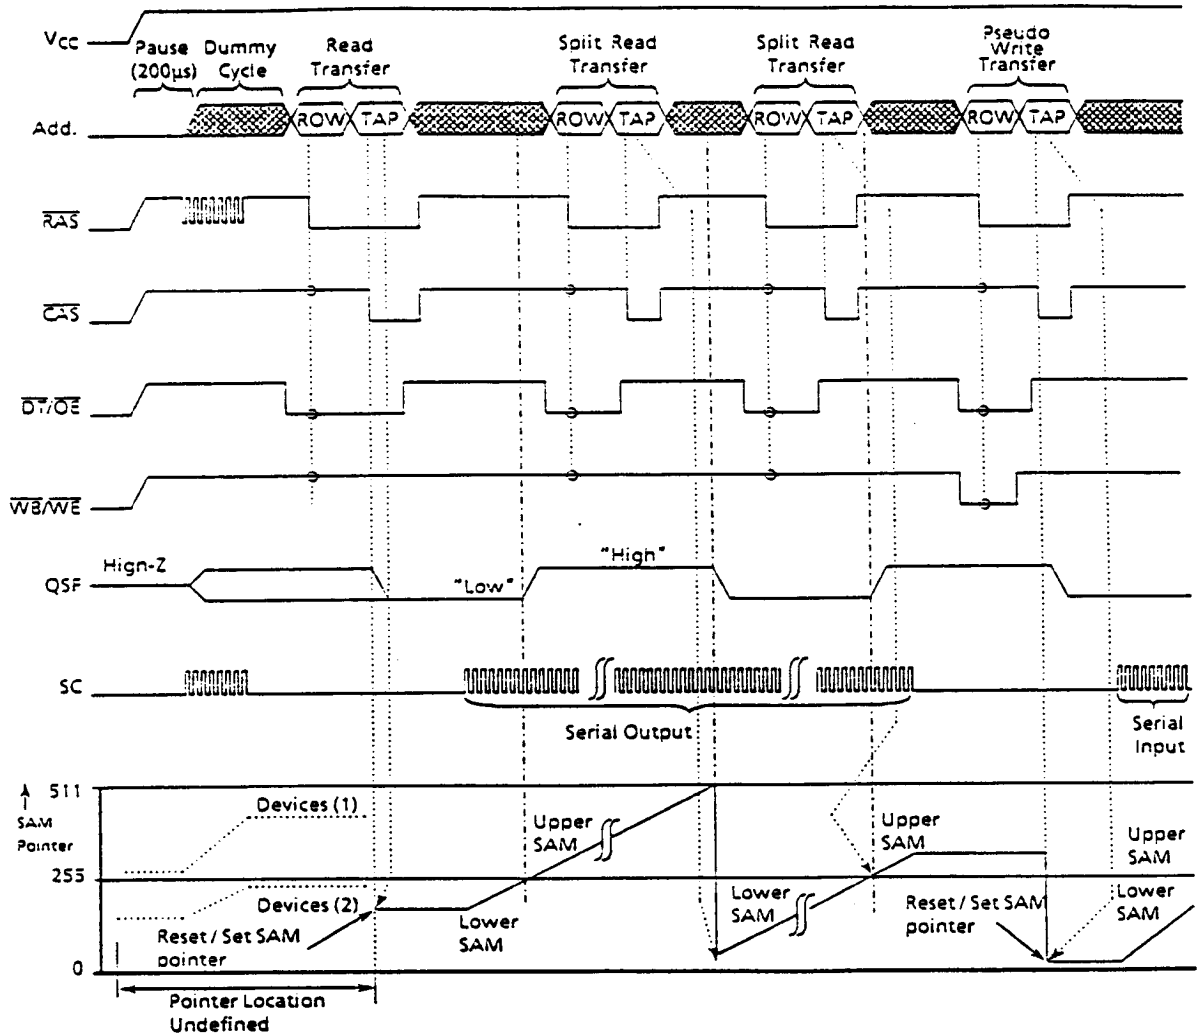 VCC
Pause
(200μs)
Dummy
Cycle
Read
Transfer
Split Read
Transfer
Split Read
Transfer
Pseudo
Write
Transfer
Add.
ROW
TAP
ROW
TAP
ROW
TAP
ROW
TAP
RAS
CAS
DT/OE
WB/WE
Hign-Z
QSF
"Low"
"High"
SC
Serial Output
Serial
Input
511
SAM
Pointer
255
0
Devices (1)
Devices (2)
Reset / Set SAM
pointer
Lower
SAM
Upper
SAM
Lower
SAM
Upper
SAM
Reset / Set SAM
pointer
Upper
SAM
Lower
SAM
Pointer Location
Undefined